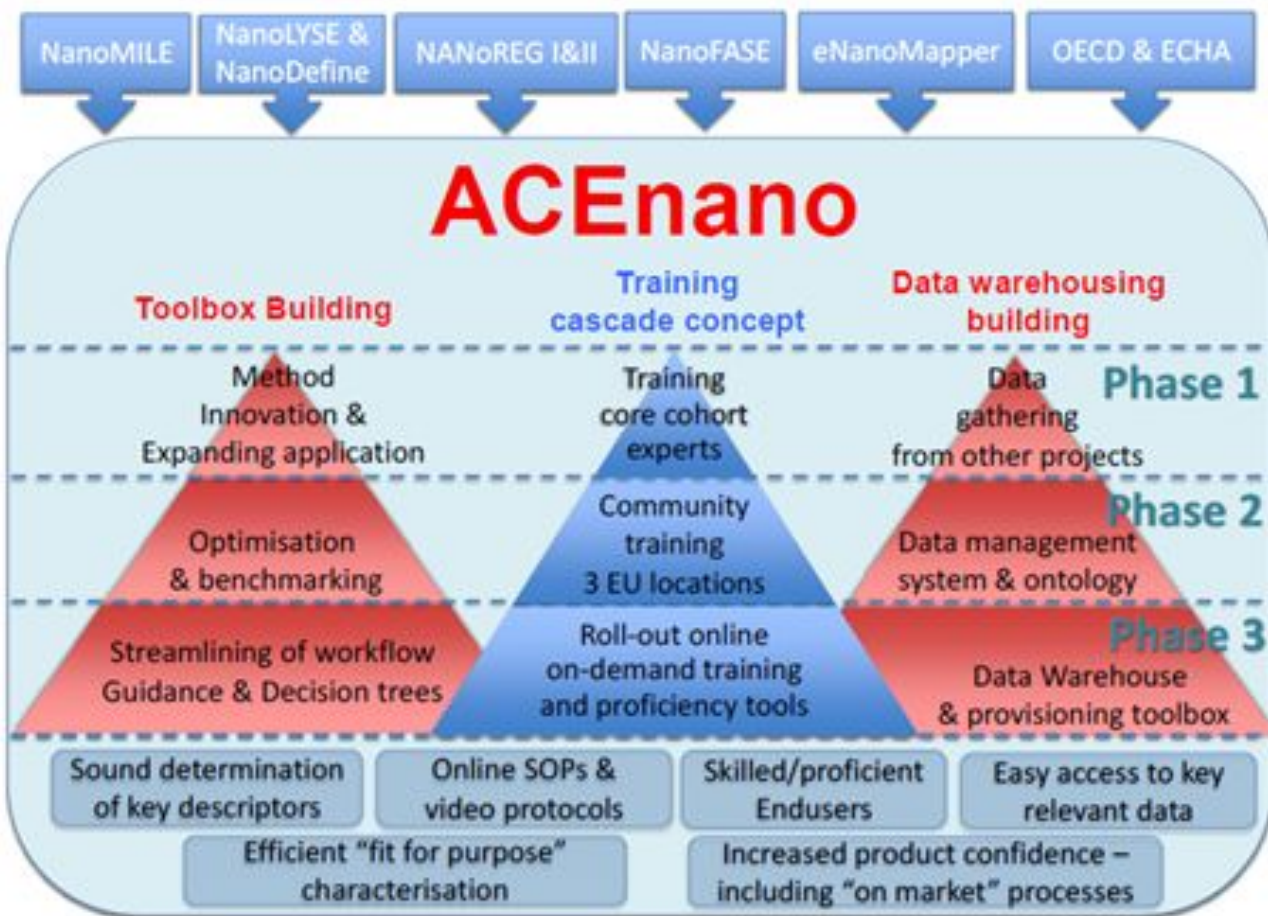 NanoMILE
NanoLYSE &
NanoDefine
NANoREG I&II
NanoFASE
eNanoMapper
OECD & ECHA
ACEnano
Toolbox Building
Training
cascade concept
Data warehousing
building
Phase 1
Method
Innovation &
Expanding application
Training
core cohort
experts
Data
gathering
from other projects
Phase 2
Optimisation
& benchmarking
Community
training
3 EU locations
Data management
system & ontology
Phase 3
Streamlining of workflow
Guidance & Decision trees
Roll-out online
on-demand training
and proficiency tools
Data Warehouse
& provisioning toolbox
Sound determination
of key descriptors
Online SOPs &
video protocols
Skilled/proficient
Endusers
Easy access to key
relevant data
Efficient “fit for purpose”
characterisation
Increased product confidence –
including “on market” processes